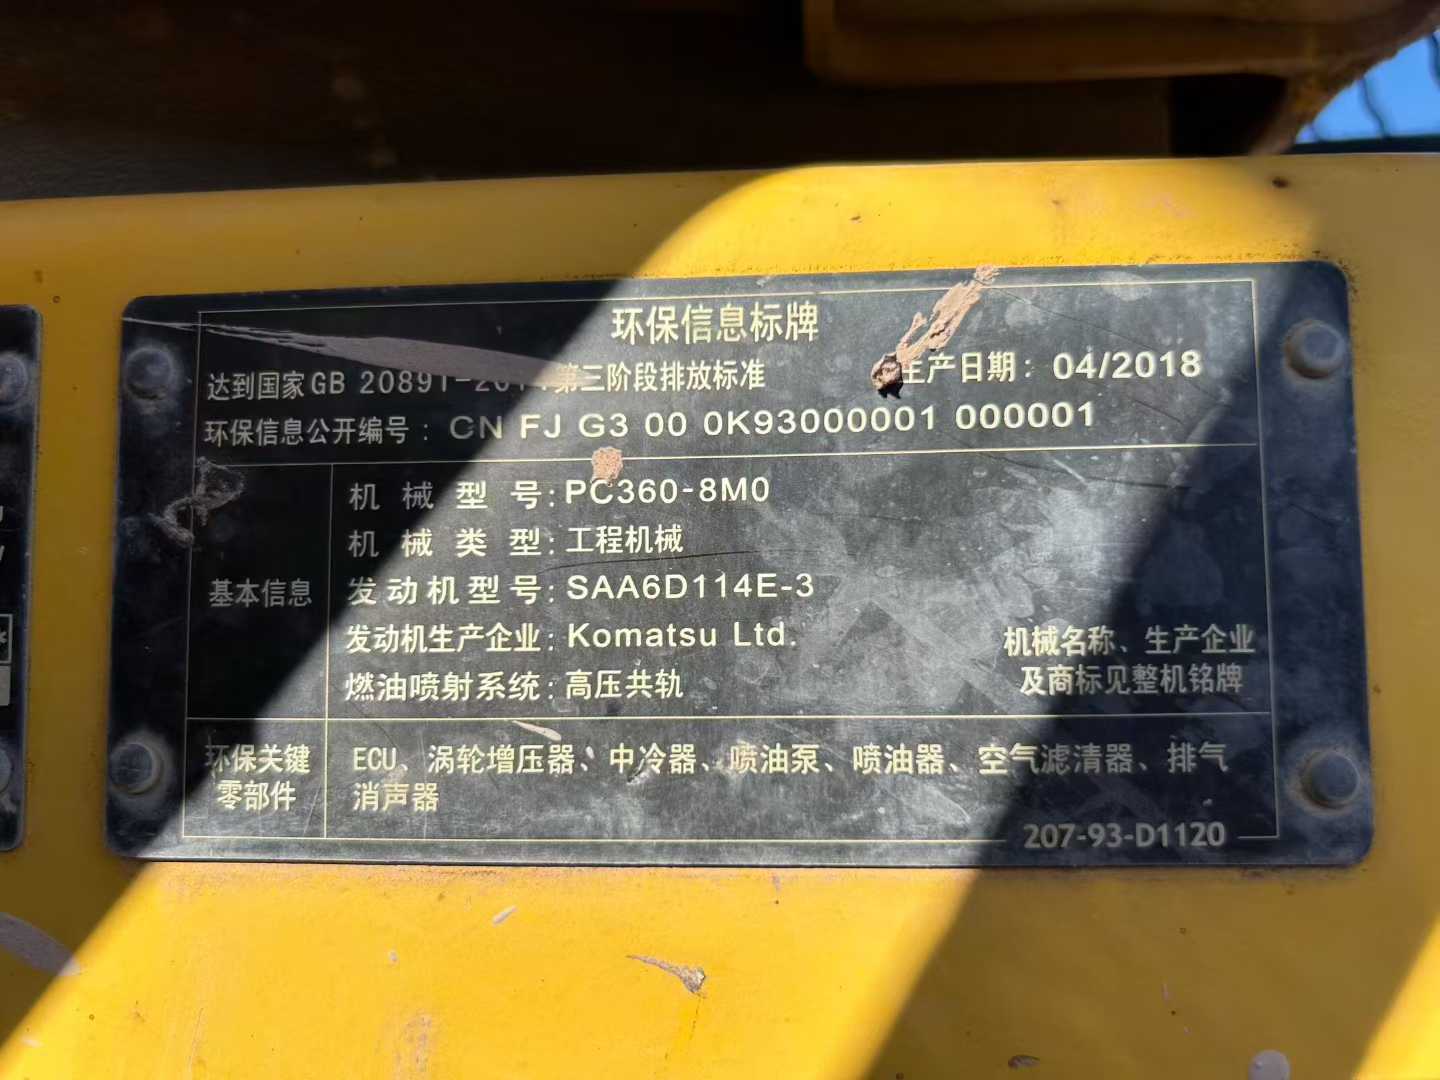 环保信息标牌
达到国家GB 20891-201 第三阶段排放标准
生产日期：04/2018
环保信息公开编号：CN FJ G3 00 0K93000001 000001
基本信息
机械型号：PC360-8M0
机械类型：工程机械
发动机型号：SAA6D114E-3
发动机生产企业：Komatsu Ltd.
燃油喷射系统：高压共轨
机械名称、生产企业
及商标见整机铭牌
环保关键
零部件
ECU、涡轮增压器、中冷器、喷油泵、喷油器、空气滤清器、排气
消声器
207-93-D1120